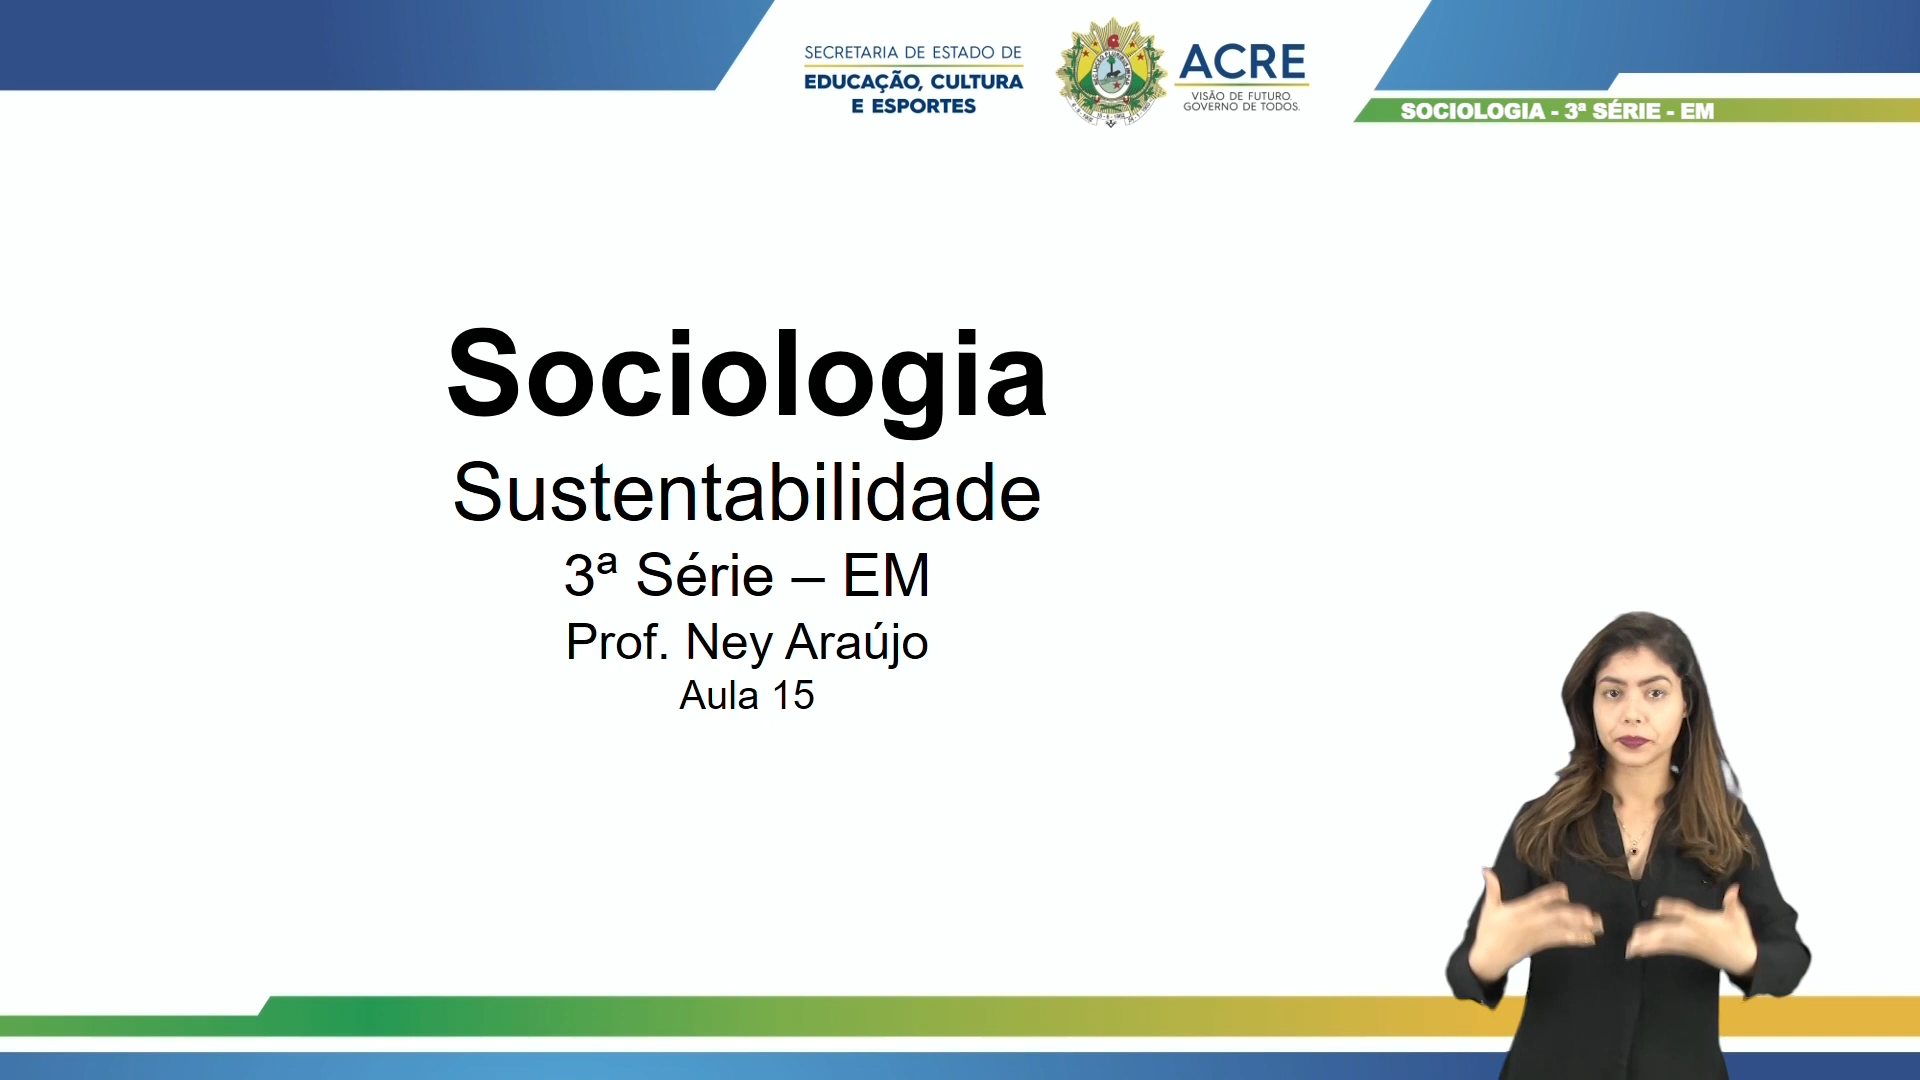 SECRETARIA DE ESTADO DE
EDUCAÇÃO, CULTURA
E ESPORTES
ACRE
VISÃO DE FUTURO.
GOVERNO DE TODOS.
SOCIOLOGIA - 3ª SÉRIE - EM
Sociologia
Sustentabilidade
3ª Série – EM
Prof. Ney Araújo
Aula 15